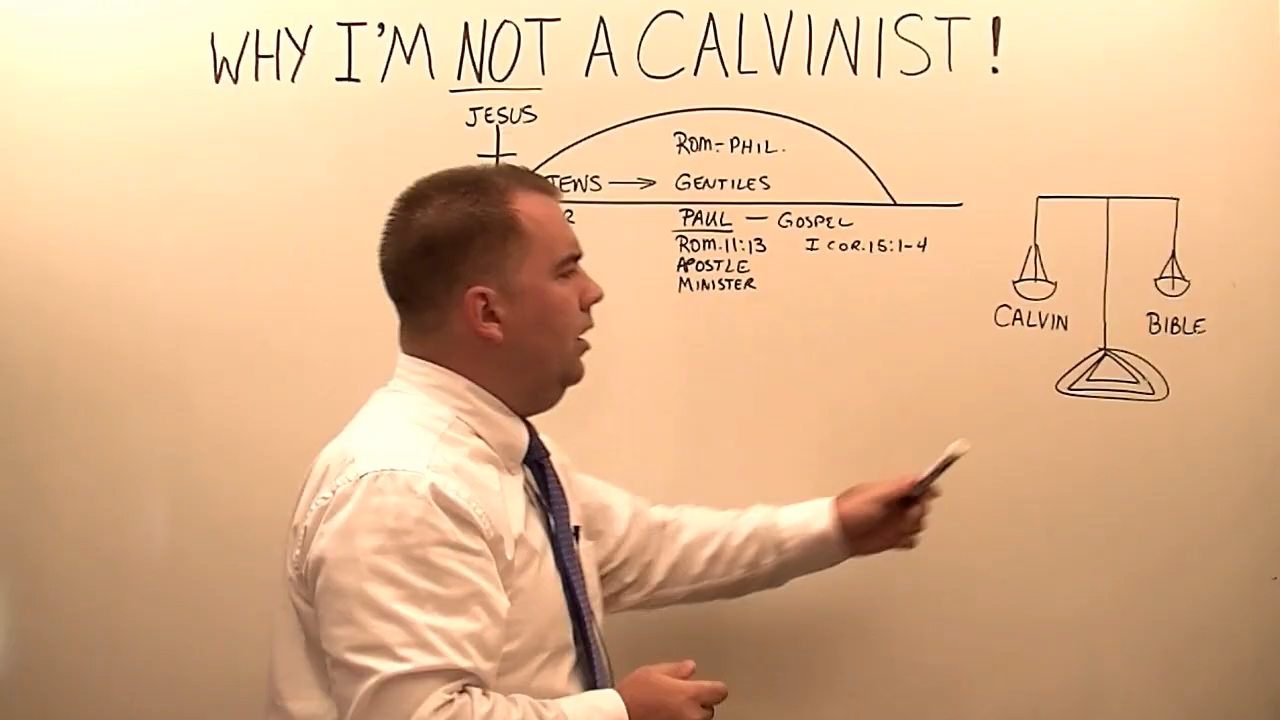 WHY I'M NOT A CALVINIST!
JESUS
ROM-PHIL.
JEWS → GENTILES
PAUL — GOSPEL
ROM.11:13 I COR.15:1-4
APOSTLE
MINISTER
CALVIN BIBLE